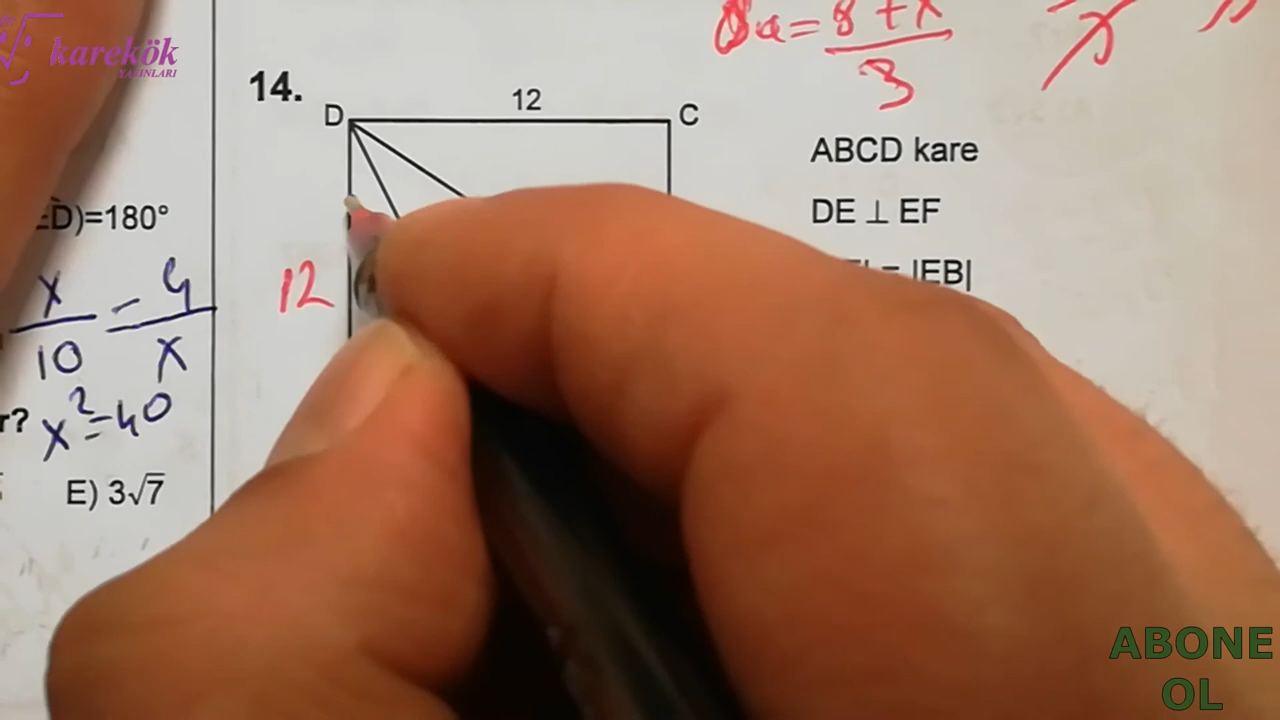 karekök
YAYINLARI
D)=180°
x/10 = 4/x
r? x²=40
E) 3√7
14.
D 12 C
12
ABCD kare
DE ⊥ EF
= |EB|
= 8+x/3
ABONE
OL